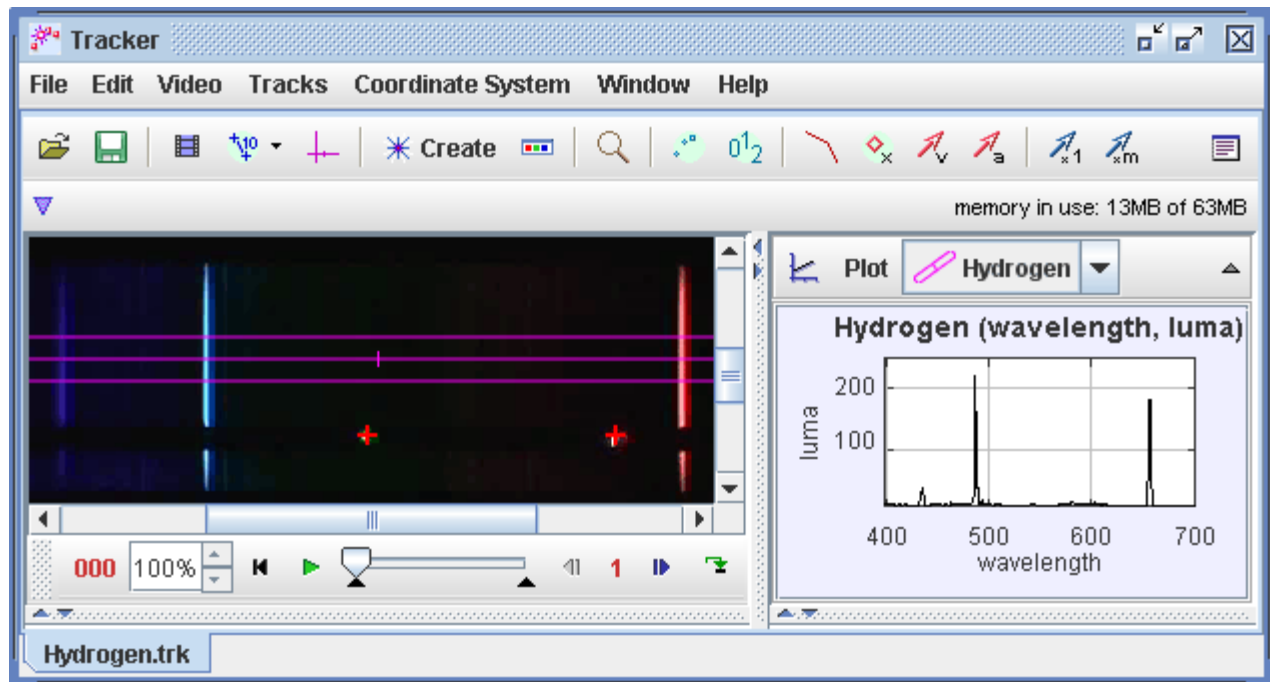 Tracker
File Edit Video Tracks Coordinate System Window Help
Create
memory in use: 13MB of 63MB
Plot Hydrogen
Hydrogen (wavelength, luma)
200
luma
100
400 500 600 700
wavelength
000 100% 1
Hydrogen.trk